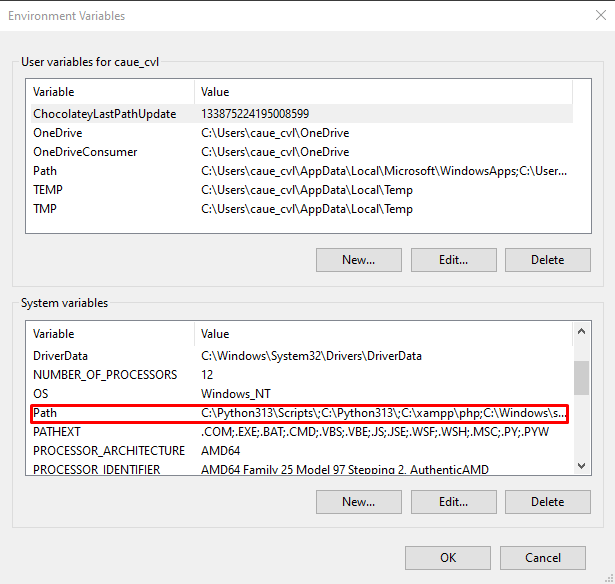 Environment Variables
User variables for caue_cvl
Variable Value
ChocolateyLastPathUpdate 133875224195008599
OneDrive C:\Users\caue_cvl\OneDrive
OneDriveConsumer C:\Users\caue_cvl\OneDrive
Path C:\Users\caue_cvl\AppData\Local\Microsoft\WindowsApps;C:\User...
TEMP C:\Users\caue_cvl\AppData\Local\Temp
TMP C:\Users\caue_cvl\AppData\Local\Temp
New... Edit... Delete
System variables
Variable Value
DriverData C:\Windows\System32\Drivers\DriverData
NUMBER_OF_PROCESSORS 12
OS Windows_NT
Path C:\Python313\Scripts\;C:\Python313\;C:\xampp\php;C:\Windows\s...
PATHEXT .COM;.EXE;.BAT;.CMD;.VBS;.VBE;.JS;.JSE;.WSF;.WSH;.MSC;.PY;.PYW
PROCESSOR_ARCHITECTURE AMD64
PROCESSOR_IDENTIFIER AMD64 Family 25 Model 97 Stepping 2, AuthenticAMD
New... Edit... Delete
OK Cancel